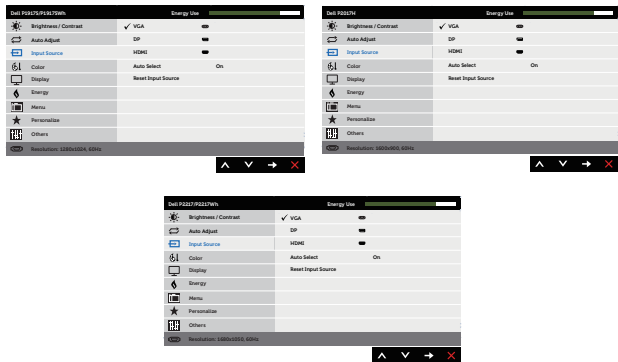 Dell P1917S/P1917SWh Energy Use
Brightness / Contrast ✓ VGA
Auto Adjust DP
Input Source HDMI
Color Auto Select On
Display Reset Input Source
Energy
Menu
Personalize
Others
Resolution: 1280x1024, 60Hz
Dell P2017H Energy Use
Brightness / Contrast ✓ VGA
Auto Adjust DP
Input Source HDMI
Color Auto Select On
Display Reset Input Source
Energy
Menu
Personalize
Others
Resolution: 1600x900, 60Hz
Dell P2217/P2217Wh Energy Use
Brightness / Contrast ✓ VGA
Auto Adjust DP
Input Source HDMI
Color Auto Select On
Display Reset Input Source
Energy
Menu
Personalize
Others
Resolution: 1680x1050, 60Hz